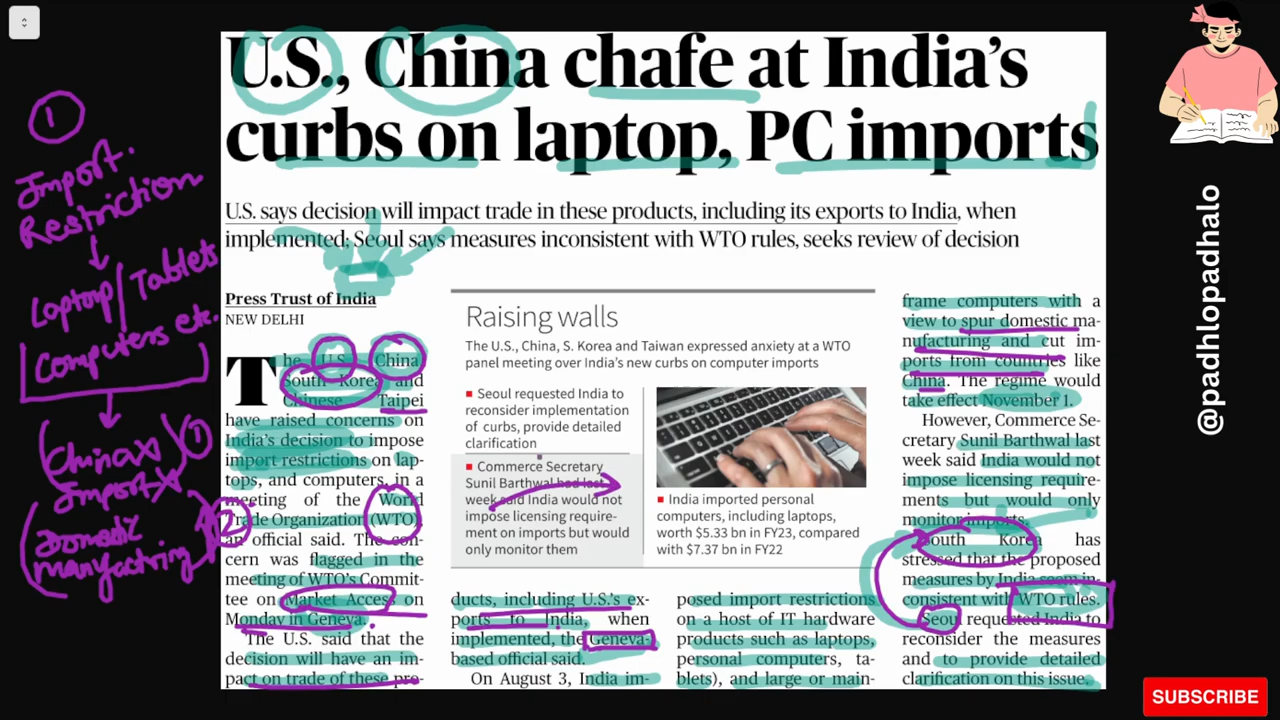 U.S., China chafe at India's
curbs on laptop, PC imports
U.S. says decision will impact trade in these products, including its exports to India, when
implemented; Seoul says measures inconsistent with WTO rules, seeks review of decision
Press Trust of India
NEW DELHI
The U.S., China,
South Korea and
Chinese Taipei
have raised concerns on
India's decision to impose
import restrictions on lap-
tops, and computers, in a
meeting of the World
Trade Organization (WTO),
an official said. The con-
cern was flagged in the
meeting of WTO's Commit-
tee on Market Access on
Monday in Geneva.
The U.S. said that the
decision will have an im-
pact on trade of these pro-
Raising walls
The U.S., China, S. Korea and Taiwan expressed anxiety at a WTO
panel meeting over India's new curbs on computer imports
■ Seoul requested India to
reconsider implementation
of curbs, provide detailed
clarification
■ Commerce Secretary
Sunil Barthwal had last
week said India would not
impose licensing require-
ment on imports but would
only monitor them
■ India imported personal
computers, including laptops,
worth $5.33 bn in FY23, compared
with $7.37 bn in FY22
ducts, including U.S.'s ex-
ports to India, when
implemented, the Geneva-
based official said.
On August 3, India im-
posed import restrictions
on a host of IT hardware
products such as laptops,
personal computers, ta-
blets), and large or main-
frame computers with a
view to spur domestic ma-
nufacturing and cut im-
ports from countries like
China. The regime would
take effect November 1.
However, Commerce Se-
cretary Sunil Barthwal last
week said India would not
impose licensing require-
ments but would only
monitor imports.
South Korea has
stressed that the proposed
measures by India seem in-
consistent with WTO rules.
Seoul requested India to
reconsider the measures
and to provide detailed
clarification on this issue.
1
Import
Restriction
Laptop/Tablets
Computers etc.
China x 1
Import x
2
Domestic
manufactring
@padhlopadhalo
SUBSCRIBE